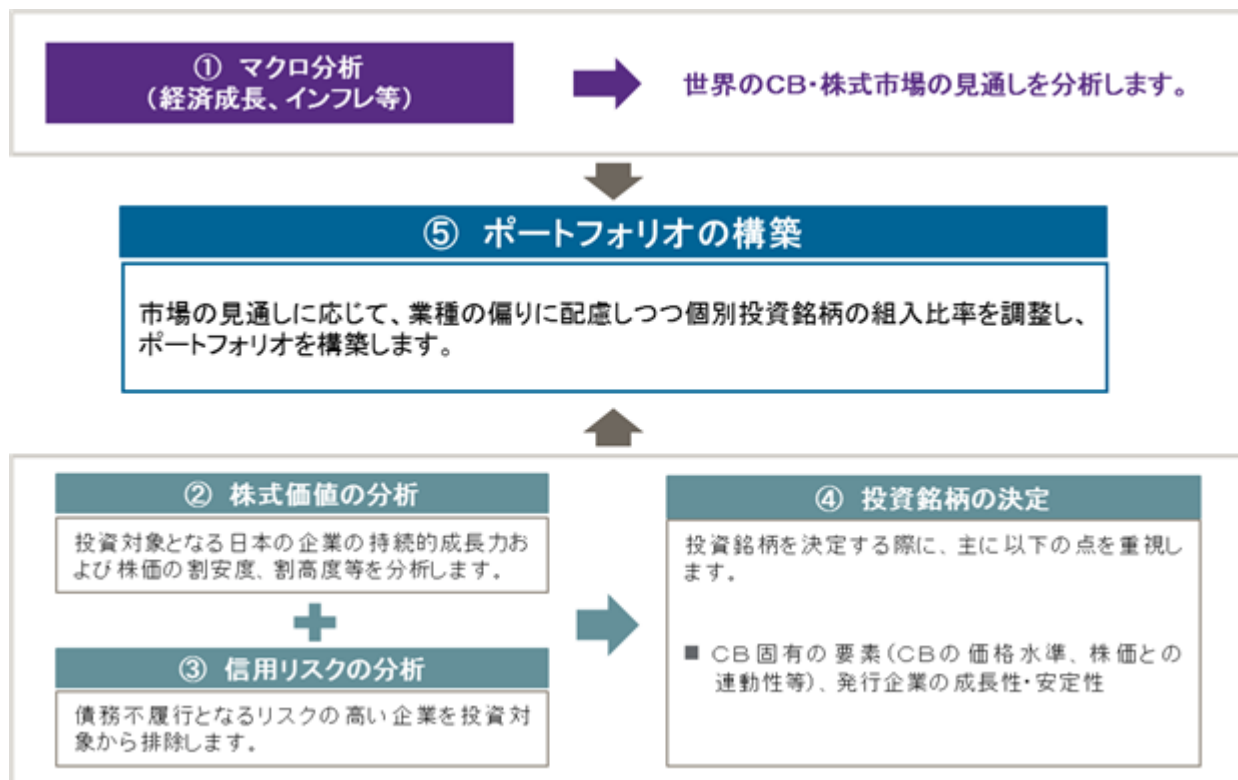 ① マクロ分析
（経済成長、インフレ等）
世界のCB・株式市場の見通しを分析します。
⑤ ポートフォリオの構築
市場の見通しに応じて、業種の偏りに配慮しつつ個別投資銘柄の組入比率を調整し、
ポートフォリオを構築します。
② 株式価値の分析
投資対象となる日本の企業の持続的成長力お
よび株価の割安度、割高度等を分析します。
③ 信用リスクの分析
債務不履行となるリスクの高い企業を投資対
象から排除します。
④ 投資銘柄の決定
投資銘柄を決定する際に、主に以下の点を重視し
ます。
■ CB固有の要素（CBの価格水準、株価との
連動性等）、発行企業の成長性・安定性